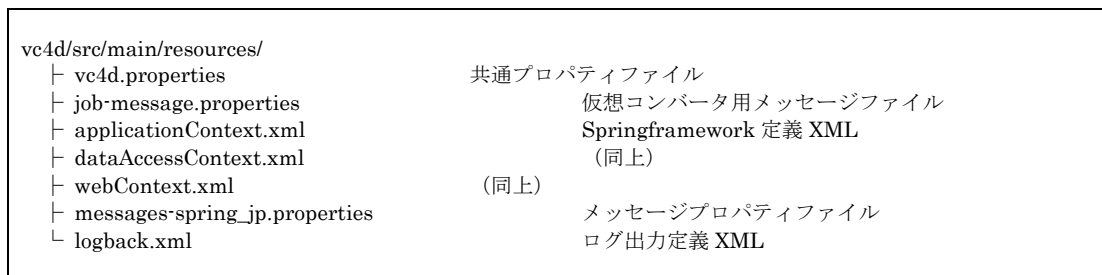 vc4d/src/main/resources/
├ vc4d.properties 共通プロパティファイル
├ job-message.properties 仮想コンバータ用メッセージファイル
├ applicationContext.xml Springframework 定義 XML
├ dataAccessContext.xml （同上）
├ webContext.xml （同上）
├ messages-spring_jp.properties メッセージプロパティファイル
└ logback.xml ログ出力定義 XML